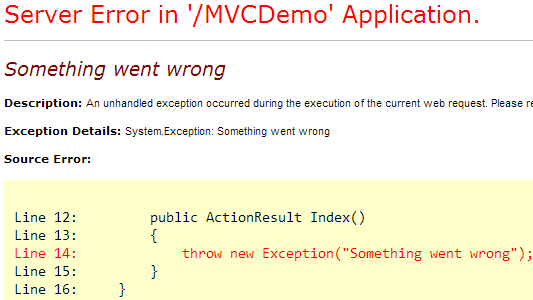 Server Error in '/MVCDemo' Application.
Something went wrong
Description: An unhandled exception occurred during the execution of the current web request. Please
Exception Details: System.Exception: Something went wrong
Source Error:
Line 12:         public ActionResult Index()
Line 13:         {
Line 14:             throw new Exception("Something went wrong");
Line 15:         }
Line 16:     }